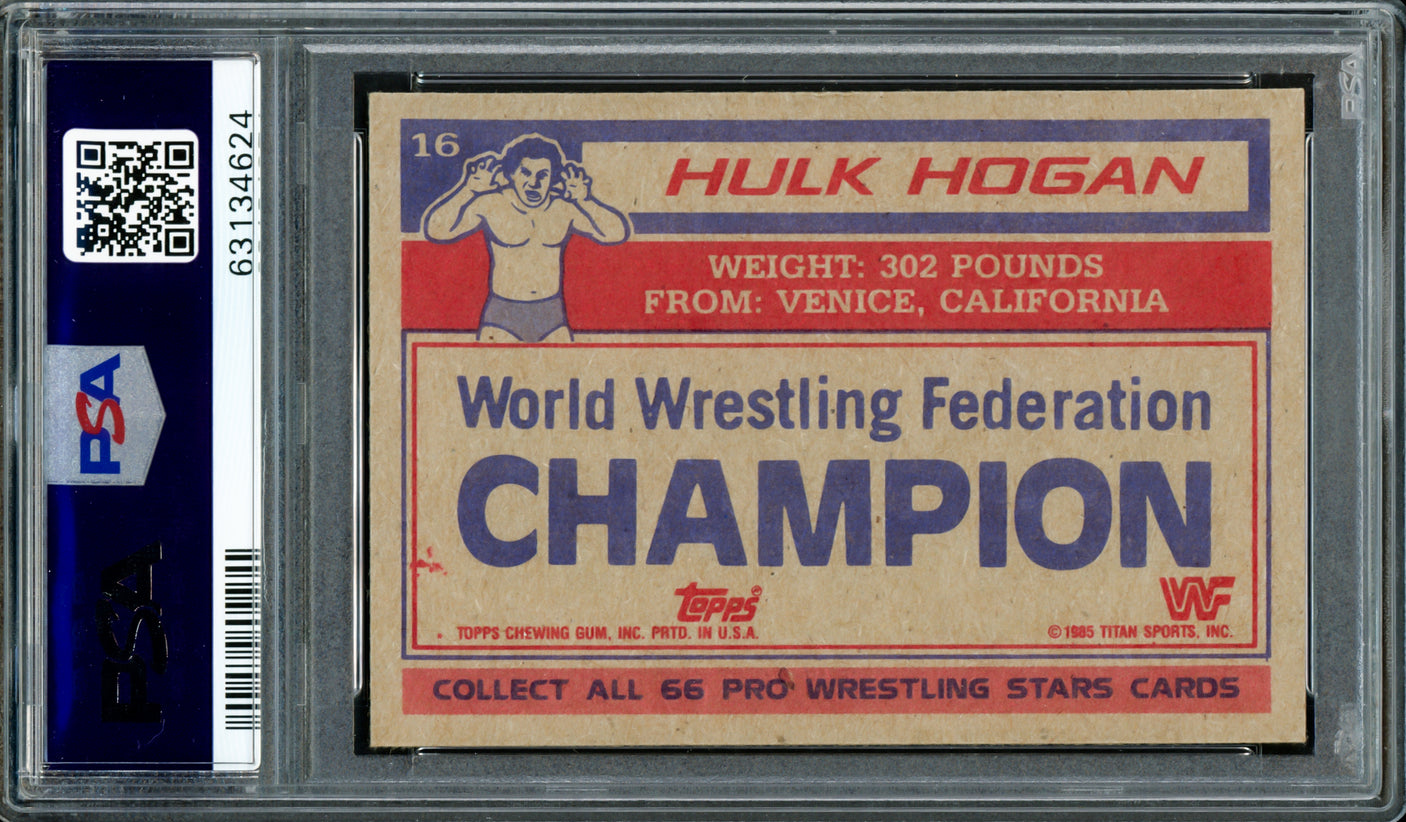 63134624
PSA
PSA
PSA
16
HULK HOGAN
WEIGHT: 302 POUNDS
FROM: VENICE, CALIFORNIA
World Wrestling Federation
CHAMPION
topps®
WF
TOPPS CHEWING GUM, INC. PRTD. IN U.S.A.
©1985 TITAN SPORTS, INC.
COLLECT ALL 66 PRO WRESTLING STARS CARDS